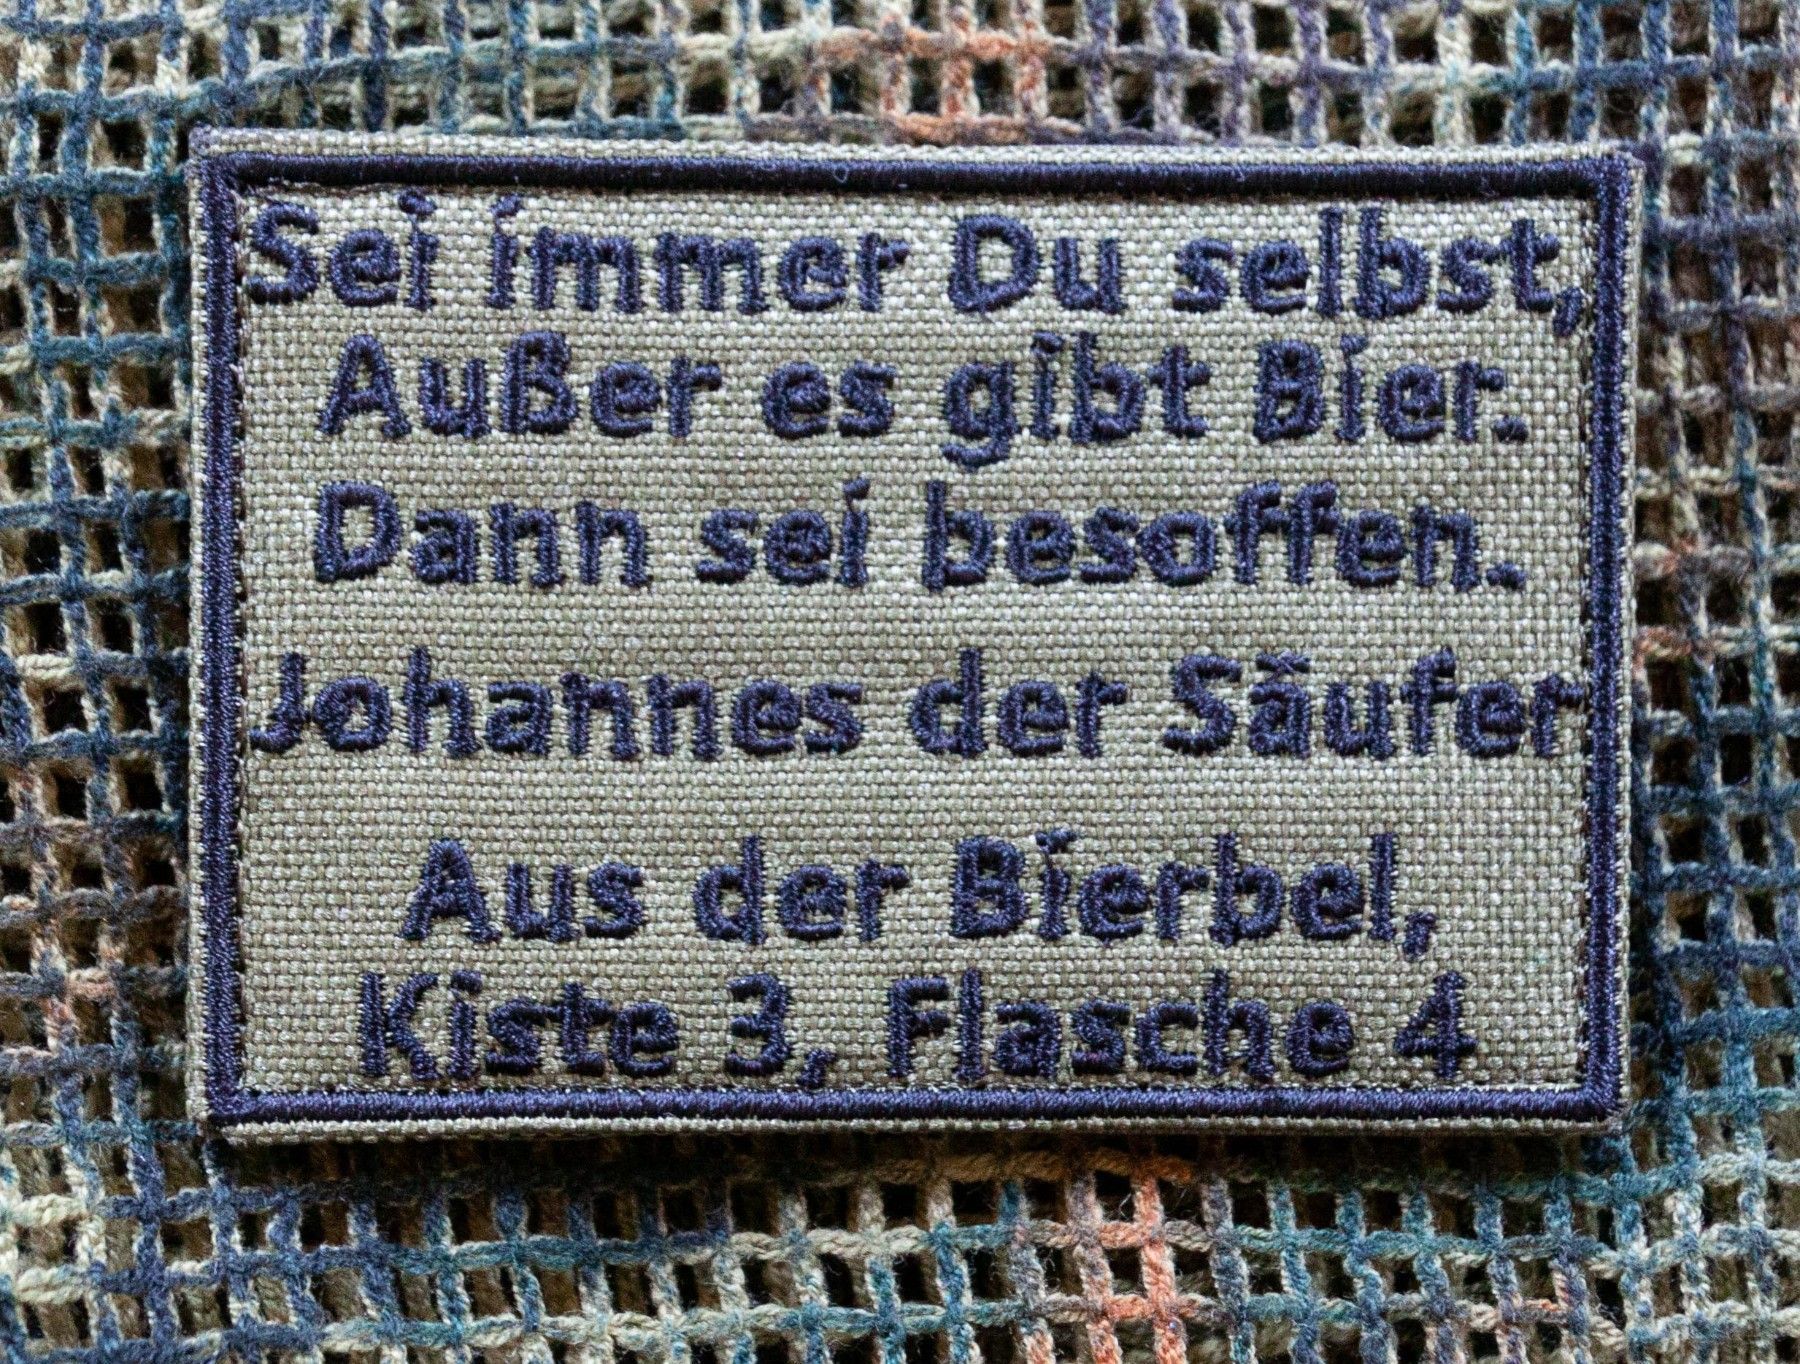 Sei immer Du selbst,
Außer es gibt Bier.
Dann sei besoffen.
Johannes der Säufer
Aus der Bierbel,
Kiste 3, Flasche 4